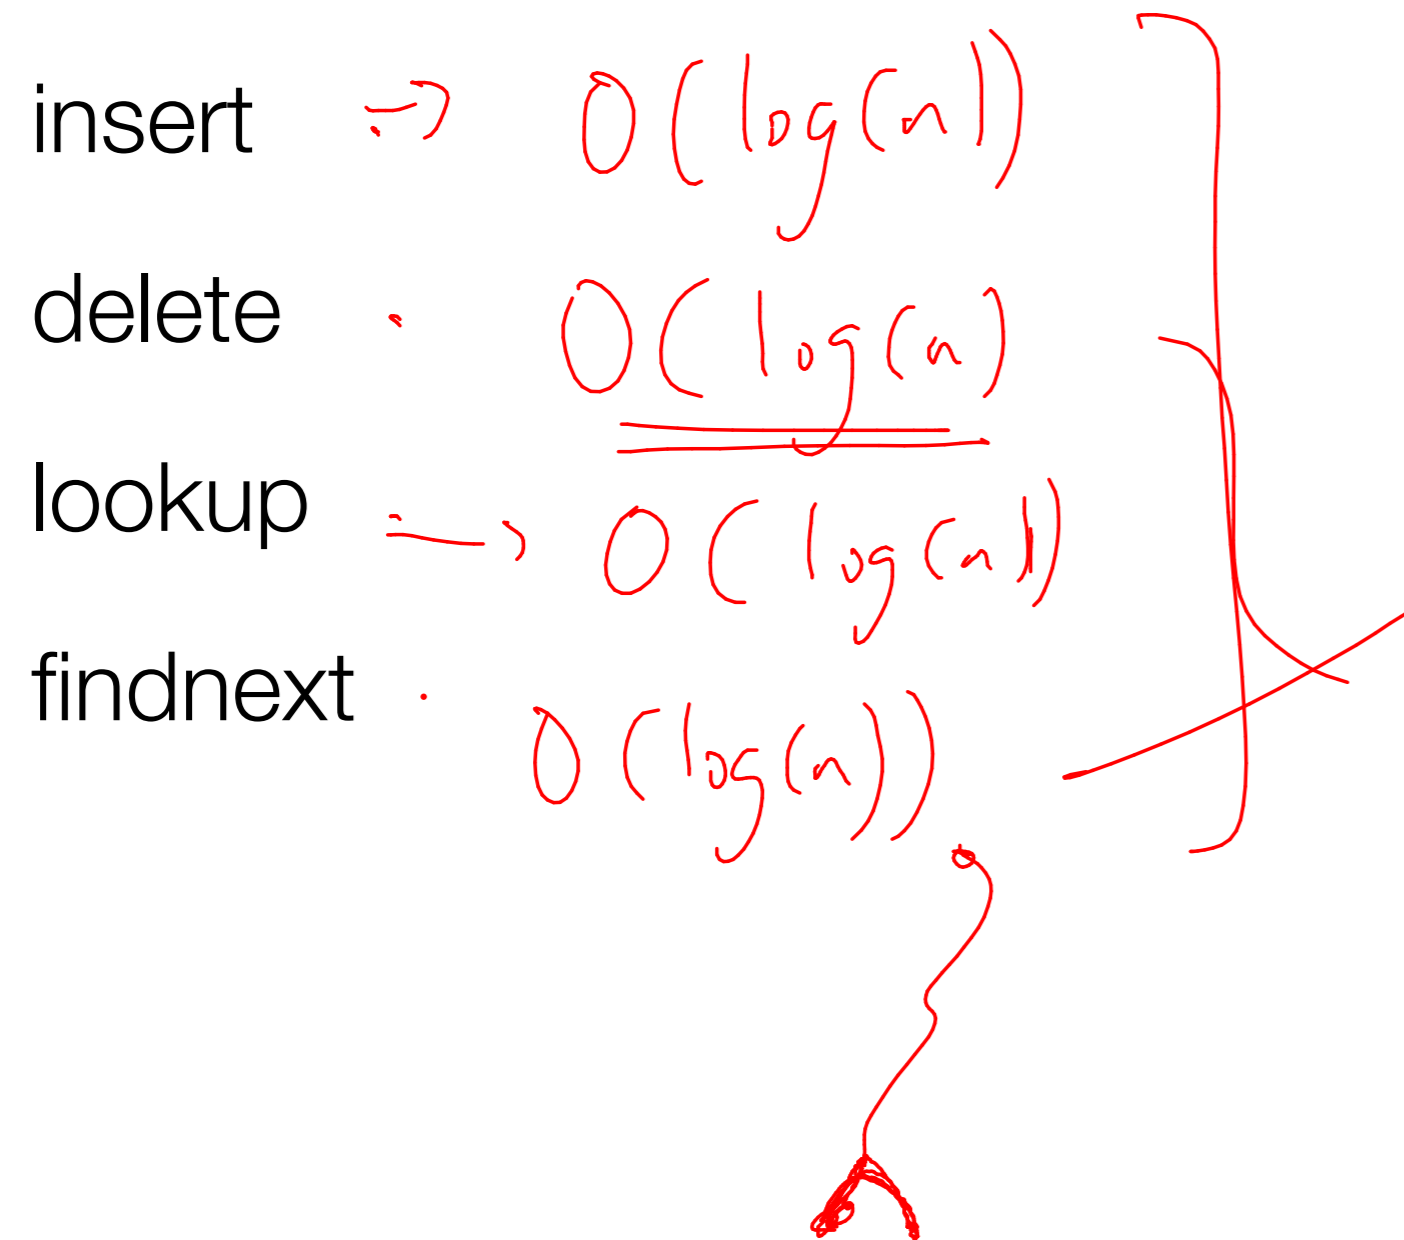 insert → O(log(n))
delete O(log(n)
lookup → O(log(n))
findnext O(log(n))